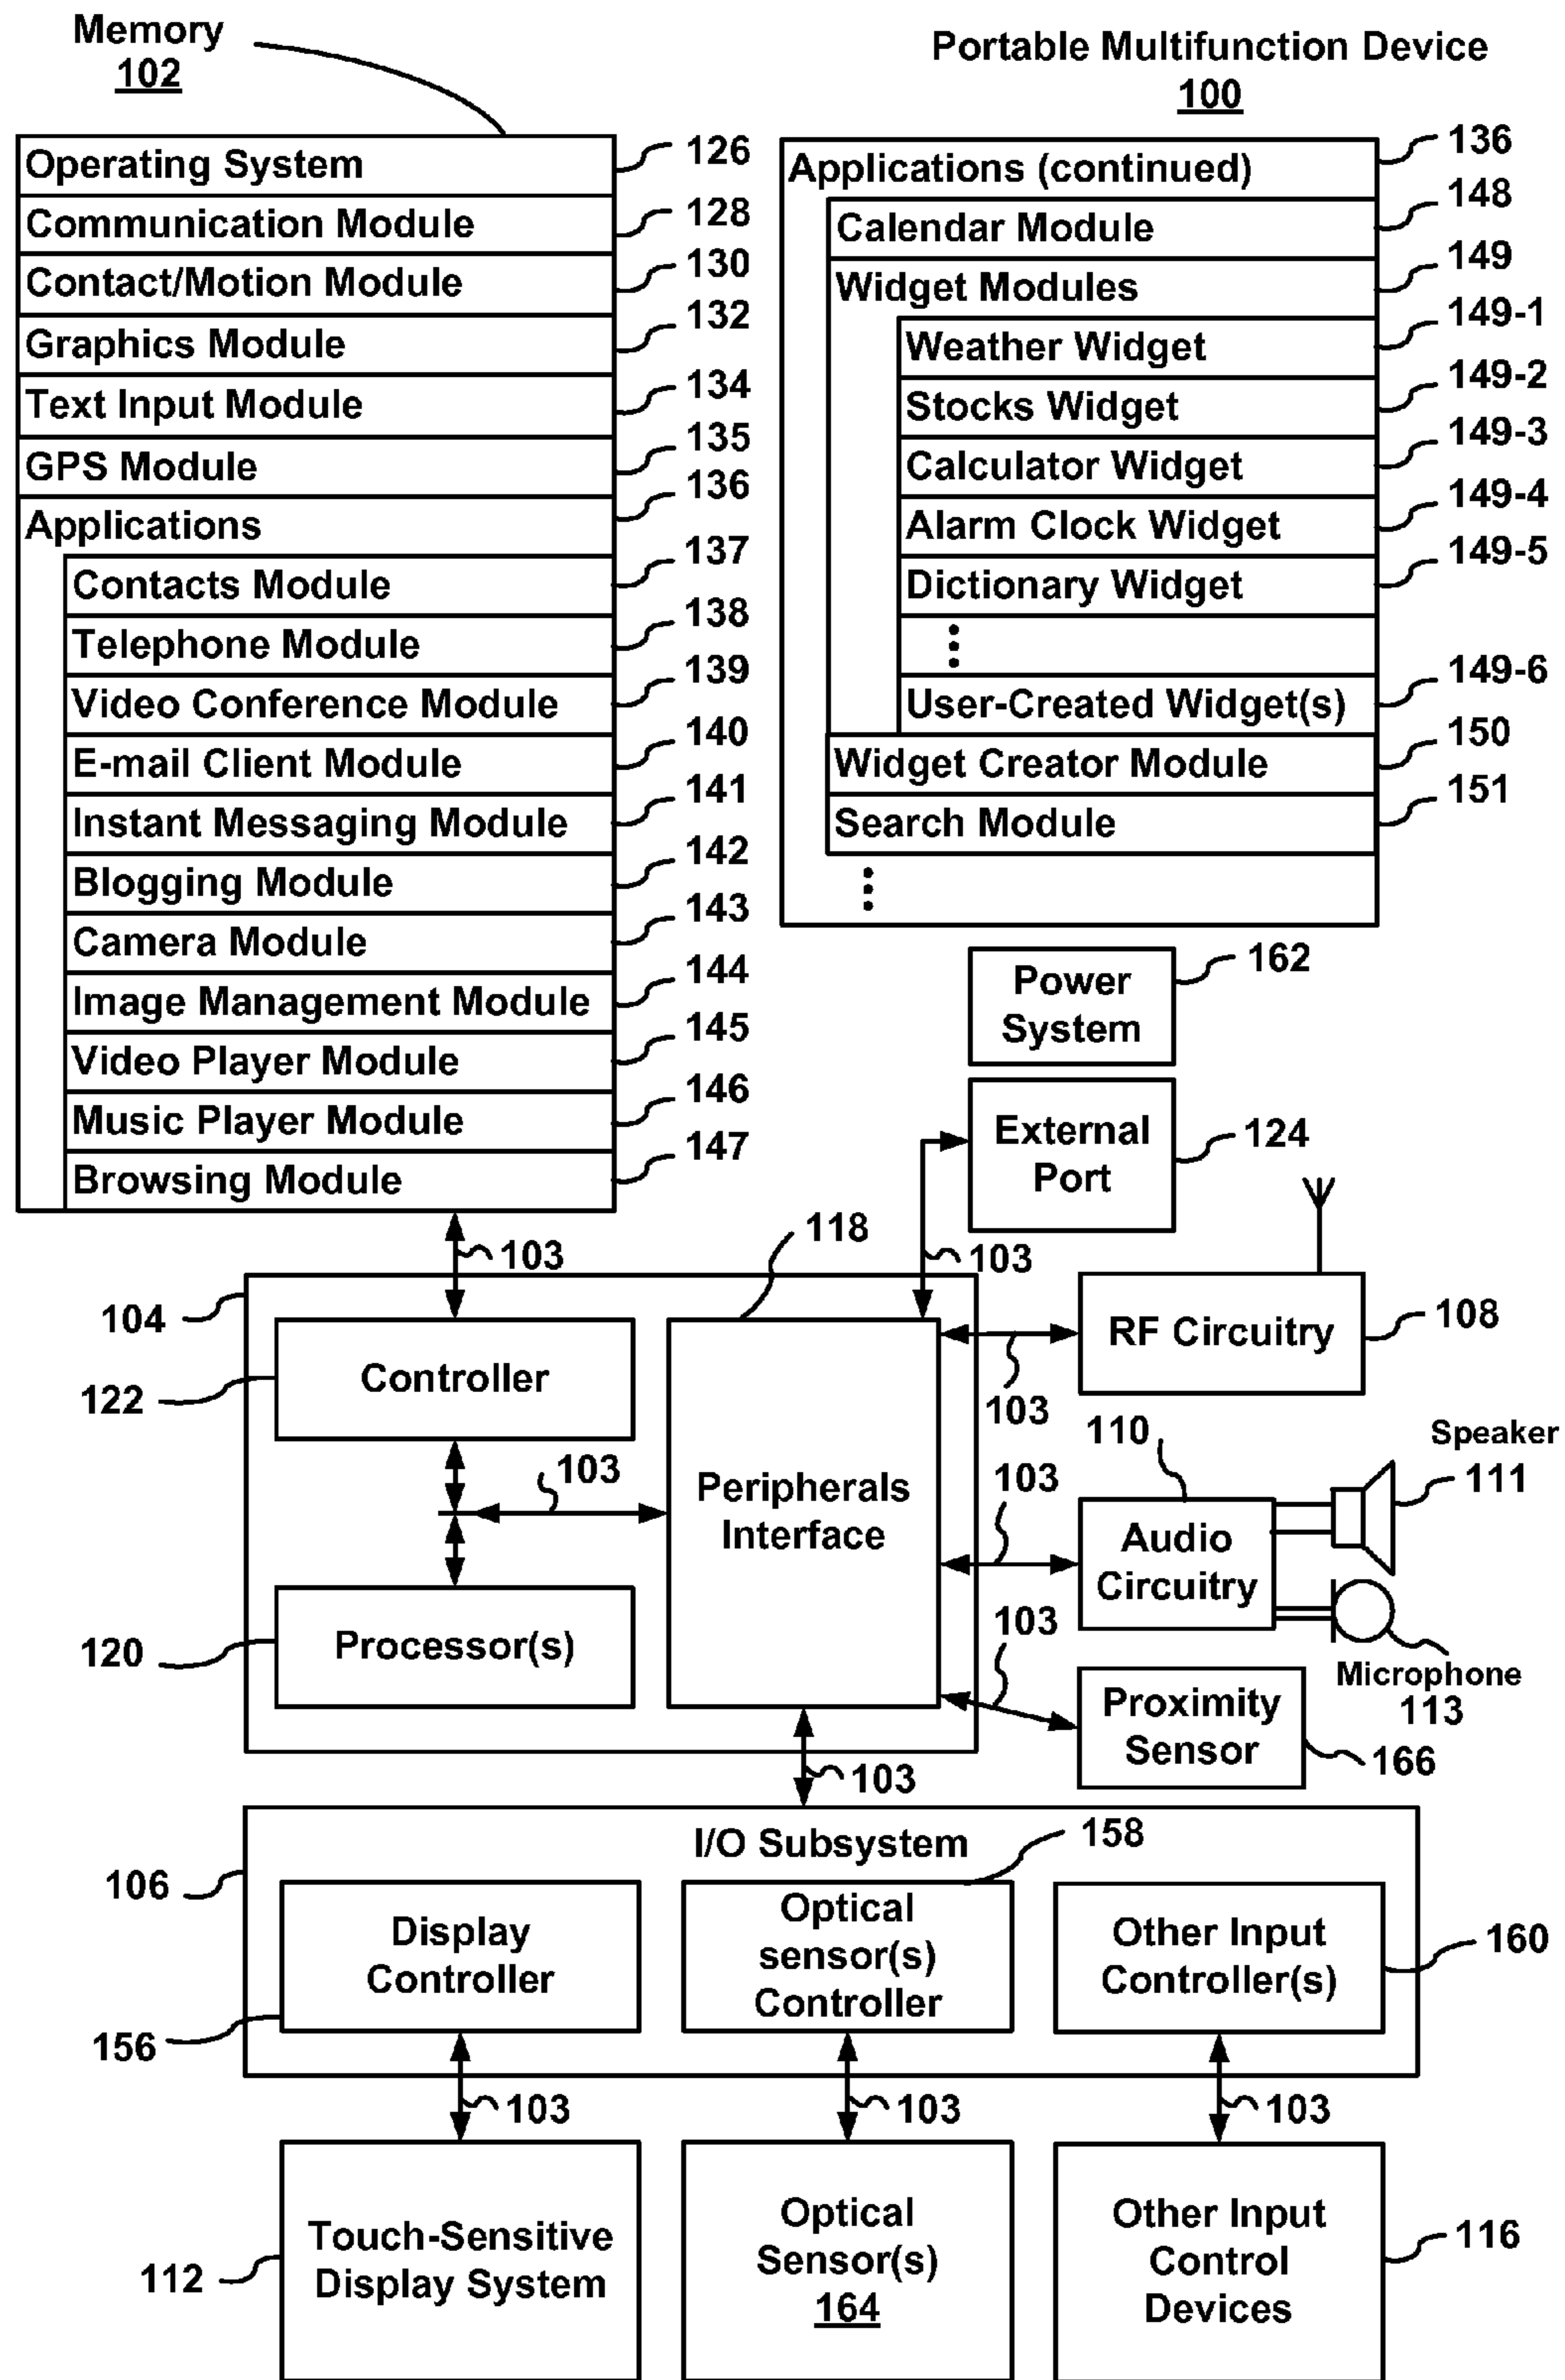 Memory
102
Portable Multifunction Device
100
Operating System
126
Communication Module
128
Contact/Motion Module
130
Graphics Module
132
Text Input Module
134
GPS Module
135
Applications
136
Contacts Module
137
Telephone Module
138
Video Conference Module
139
E-mail Client Module
140
Instant Messaging Module
141
Blogging Module
142
Camera Module
143
Image Management Module
144
Video Player Module
145
Music Player Module
146
Browsing Module
147
Applications (continued)
136
Calendar Module
148
Widget Modules
149
Weather Widget
149-1
Stocks Widget
149-2
Calculator Widget
149-3
Alarm Clock Widget
149-4
Dictionary Widget
149-5
User-Created Widget(s)
149-6
Widget Creator Module
150
Search Module
151
Power
System
162
External
Port
124
103
118
103
104
Controller
122
103
Processor(s)
120
Peripherals
Interface
103
RF Circuitry
108
110
103
Audio
Circuitry
Speaker
111
Microphone
113
103
Proximity
Sensor
166
103
I/O Subsystem
106
158
Display
Controller
156
Optical
sensor(s)
Controller
Other Input
Controller(s)
160
103
103
103
Touch-Sensitive
Display System
112
Optical
Sensor(s)
164
Other Input
Control
Devices
116